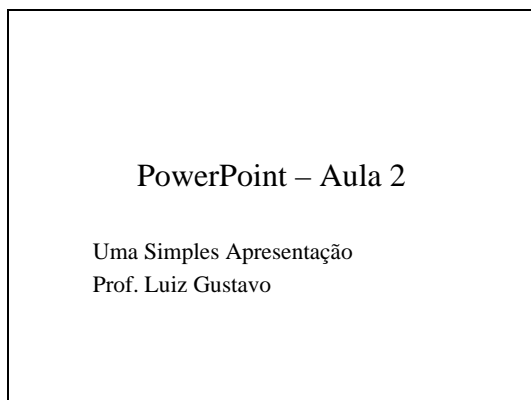 PowerPoint – Aula 2
Uma Simples Apresentação
Prof. Luiz Gustavo